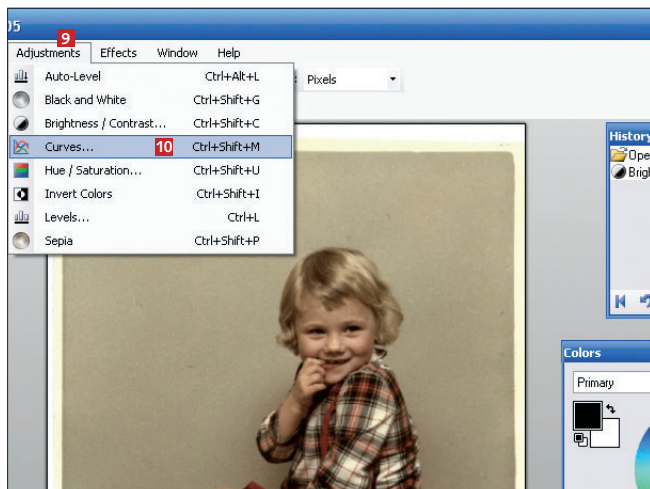 05
9
Adjustments Effects Window Help
Auto-Level Ctrl+Alt+L
Pixels
Black and White Ctrl+Shift+G
Brightness / Contrast... Ctrl+Shift+C
Curves... 10 Ctrl+Shift+M
Hue / Saturation... Ctrl+Shift+U
Invert Colors Ctrl+Shift+I
Levels... Ctrl+L
Sepia Ctrl+Shift+P
History
Ope
Brigh
Colors
Primary